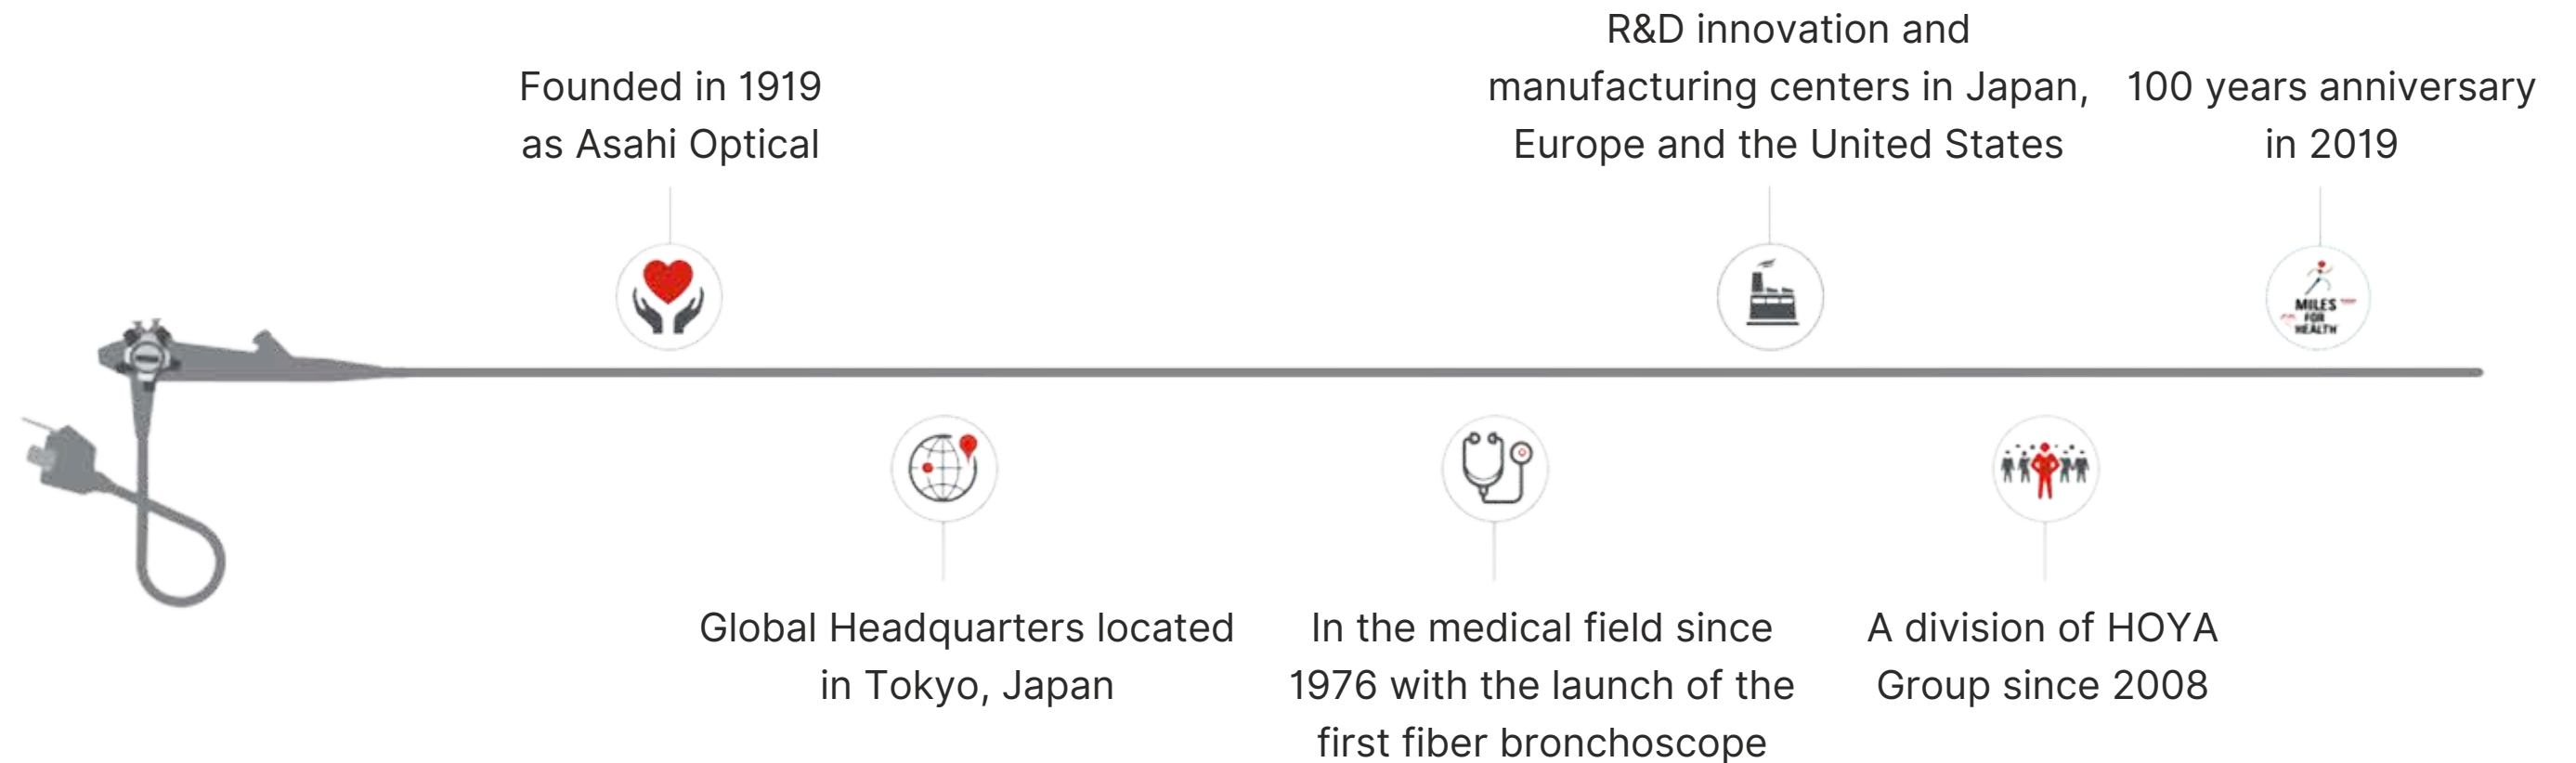 Founded in 1919
as Asahi Optical
R&D innovation and
manufacturing centers in Japan,
Europe and the United States
100 years anniversary
in 2019
MILES
FOR
HEALTH
Global Headquarters located
in Tokyo, Japan
In the medical field since
1976 with the launch of the
first fiber bronchoscope
A division of HOYA
Group since 2008